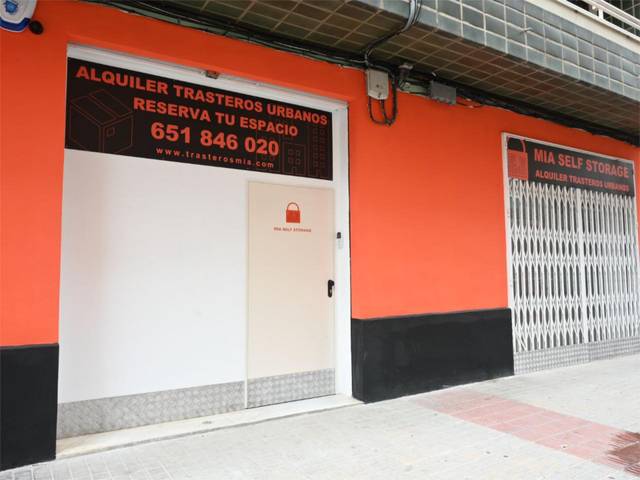 ALQUILER TRASTEROS URBANOS
RESERVA TU ESPACIO
651 846 020
www.trasterosmia.com
MIA SELF STORAGE
MIA SELF STORAGE
ALQUILER TRASTEROS URBANOS